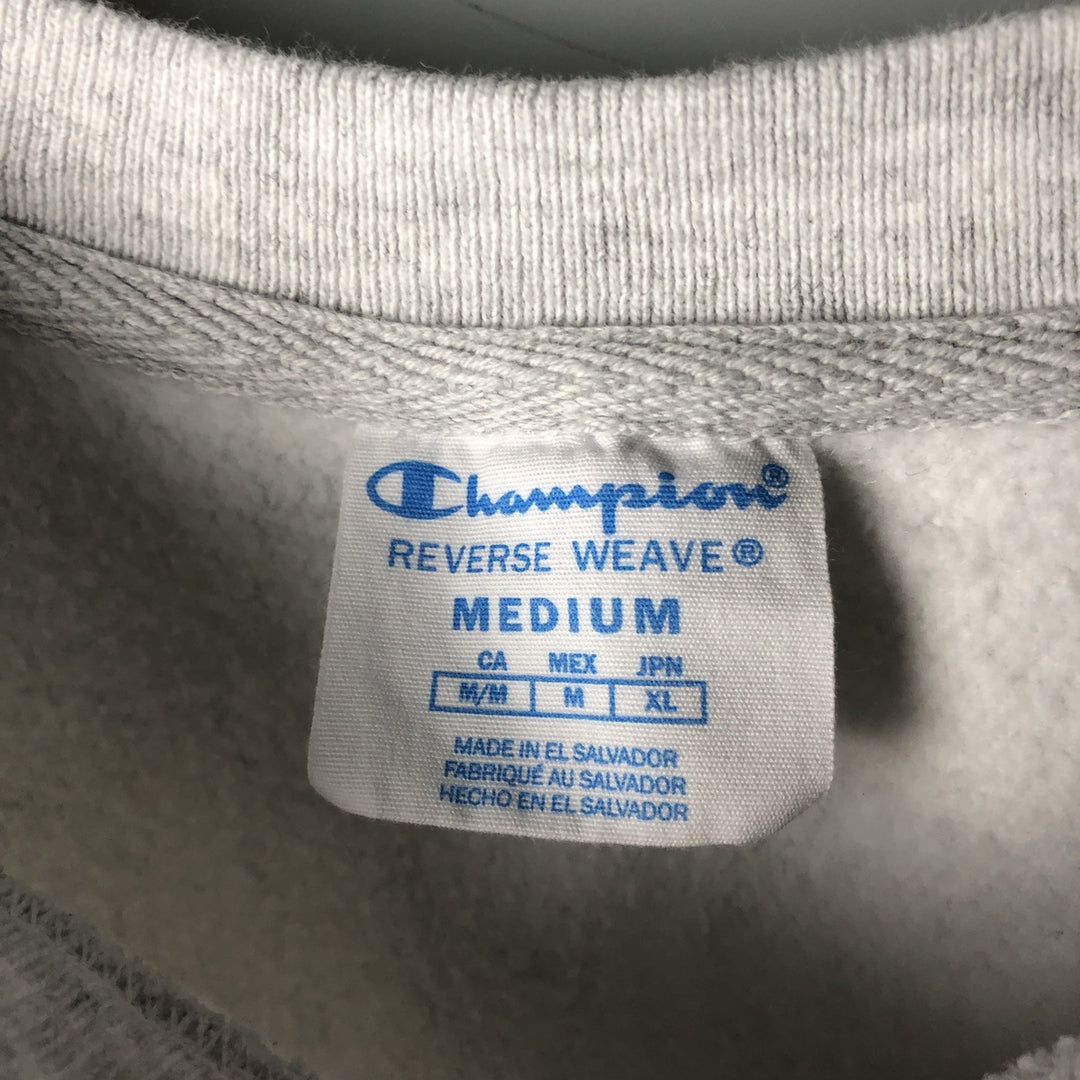 Champion®
REVERSE WEAVE®
MEDIUM
CA MEX JPN
M/M M XL
MADE IN EL SALVADOR
FABRIQUÉ AU SALVADOR
HECHO EN EL SALVADOR